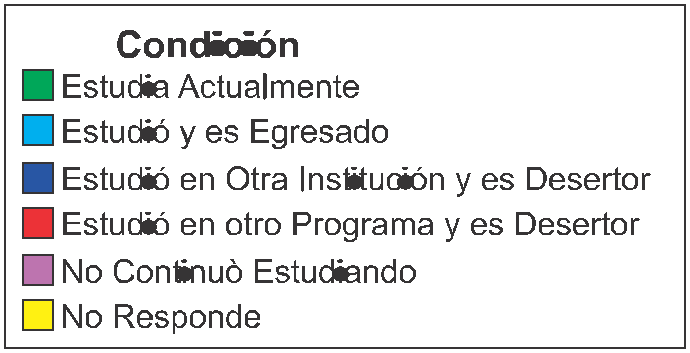 Condición
Estudia Actualmente
Estudió y es Egresado
Estudió en Otra Institución y es Desertor
Estudió en otro Programa y es Desertor
No Continuò Estudiando
No Responde